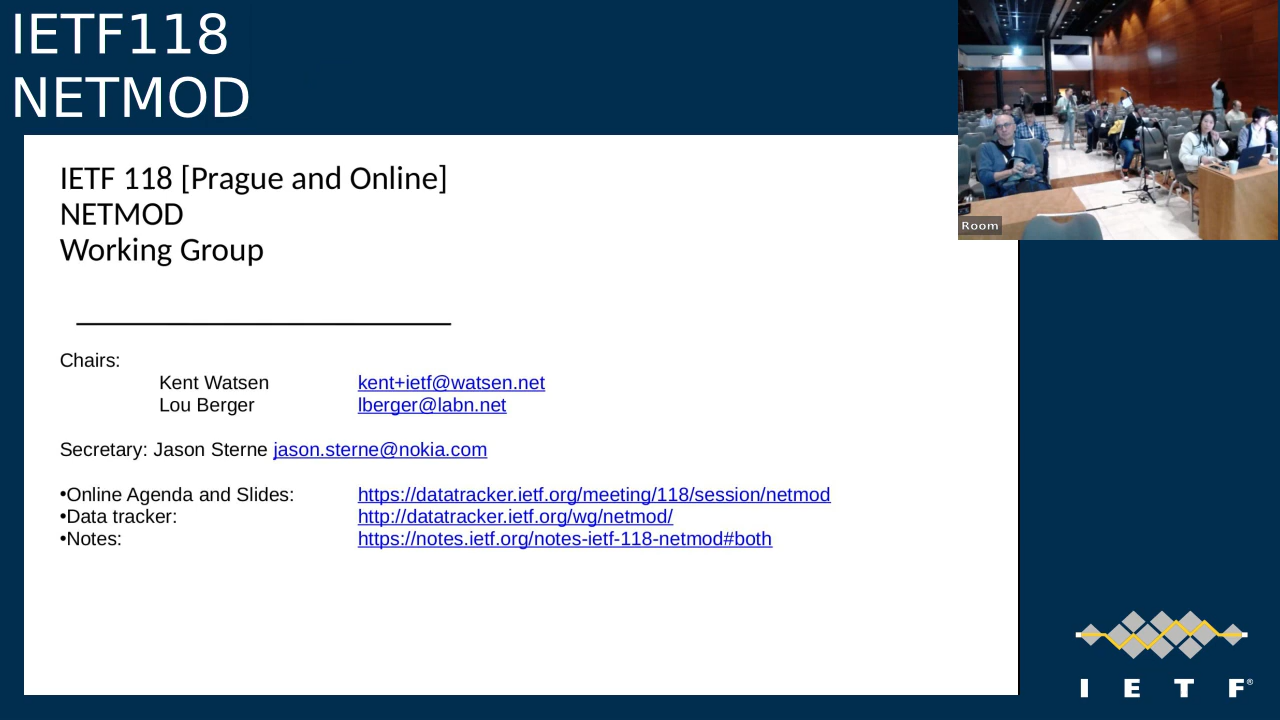 IETF118
NETMOD
IETF 118 [Prague and Online]
NETMOD
Working Group
Chairs:
Kent Watsen kent+ietf@watsen.net
Lou Berger lberger@labn.net
Secretary: Jason Sterne jason.sterne@nokia.com
•Online Agenda and Slides: https://datatracker.ietf.org/meeting/118/session/netmod
•Data tracker: http://datatracker.ietf.org/wg/netmod/
•Notes: https://notes.ietf.org/notes-ietf-118-netmod#both
Room
I E T F®